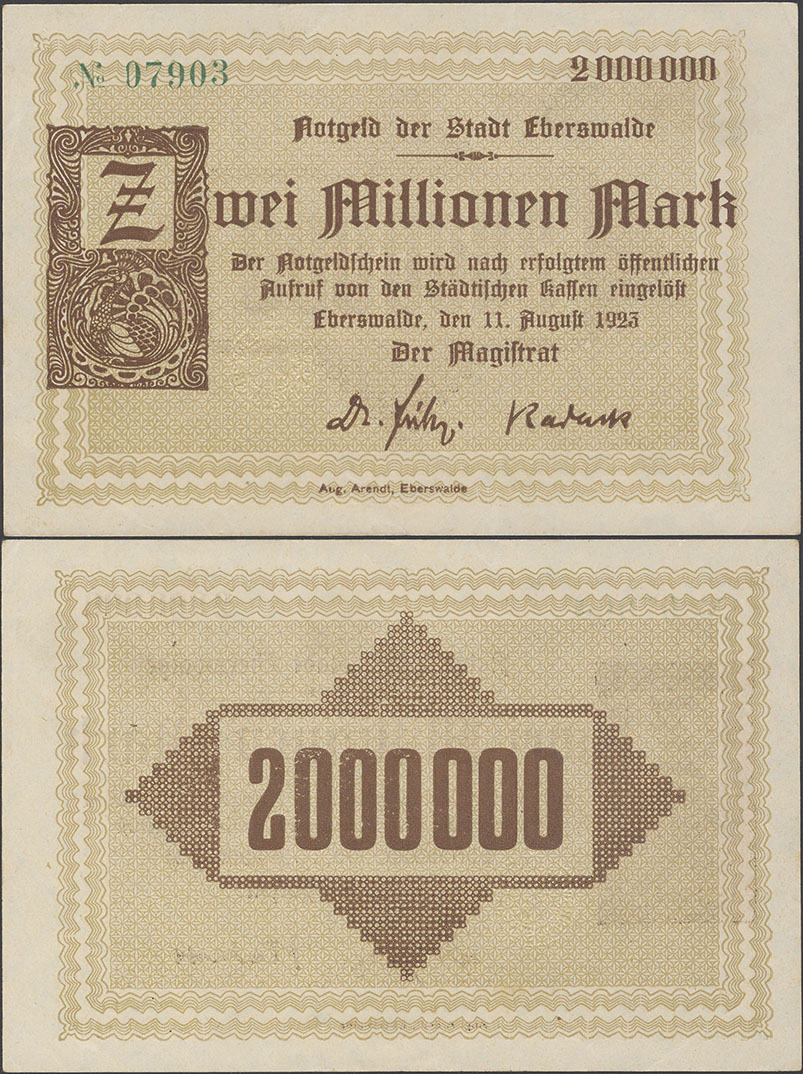 № 07903
2000000
Notgeld der Stadt Eberswalde
Zwei Millionen Mark
Der Notgeldschein wird nach erfolgtem öffentlichen
Aufruf von den Städtischen Kassen eingelöst
Eberswalde, den 11. August 1923
Der Magistrat
Dr.
Aug. Arendt, Eberswalde
2000000